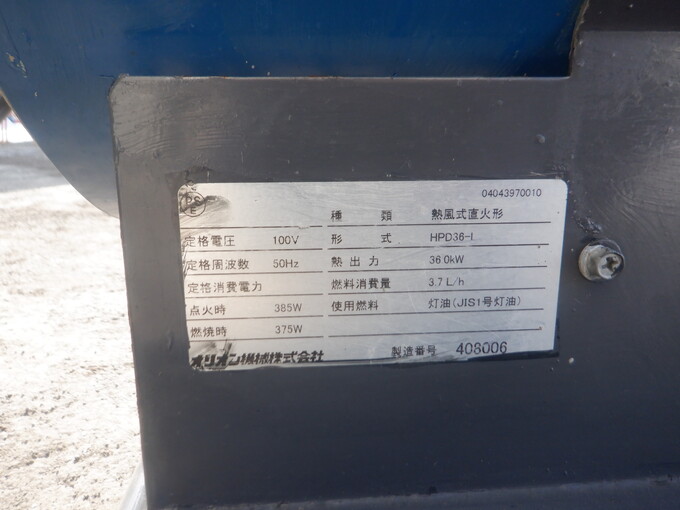 04043970010
PS
E
種類 熱風式直火形
定格電圧 100V 形式 HPD36-I
定格周波数 50Hz 熱出力 36.0kW
定格消費電力 燃料消費量 3.7L/h
点火時 385W 使用燃料 灯油(JIS1号灯油)
燃焼時 375W
オリオン機械株式会社 製造番号 408006